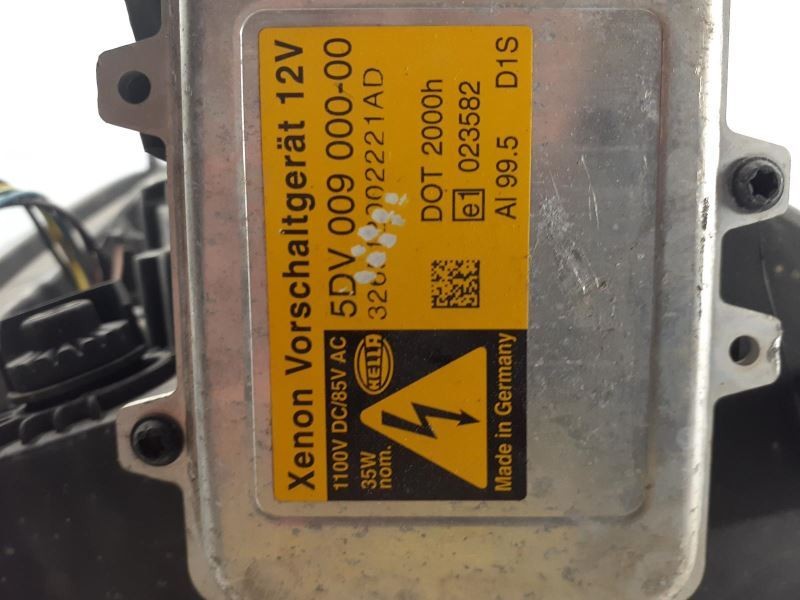 Xenon Vorschaltgerät 12V
1100V DC/85V AC
35W
nom.
HELLA
5DV 009 000-00
DOT 2000h
e1 023582
Al 99.5 D1S
Made in Germany